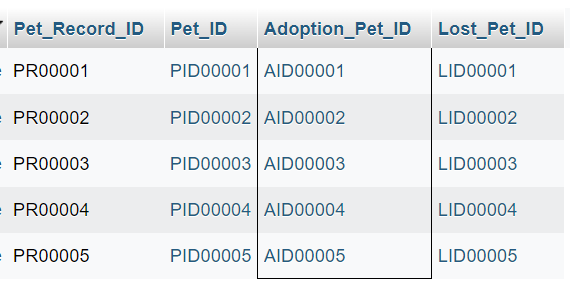 Pet_Record_ID Pet_ID Adoption_Pet_ID Lost_Pet_ID
e PR00001 PID00001 AID00001 LID00001
e PR00002 PID00002 AID00002 LID00002
e PR00003 PID00003 AID00003 LID00003
e PR00004 PID00004 AID00004 LID00004
e PR00005 PID00005 AID00005 LID00005